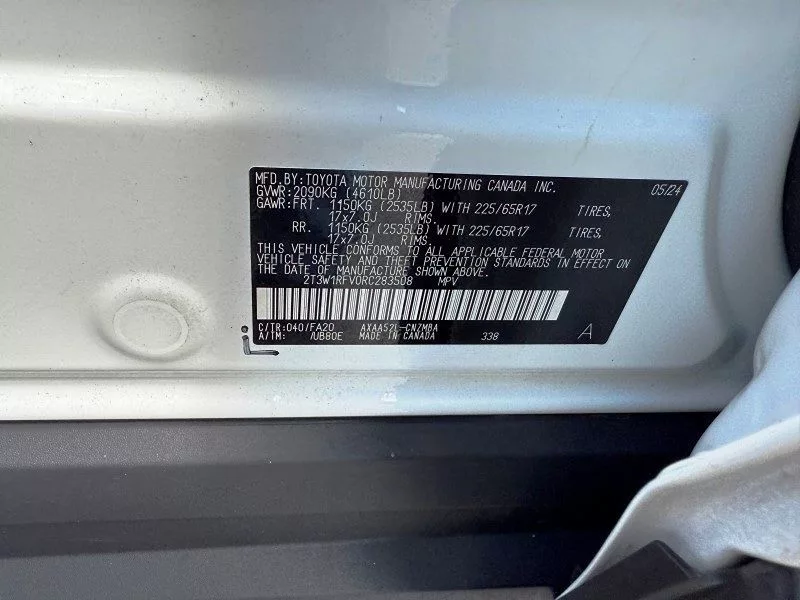 MFD.BY:TOYOTA MOTOR MANUFACTURING CANADA INC. 05/24
GVWR:2090KG (4610LB)
GAWR:FRT. 1150KG (2535LB) WITH 225/65R17 TIRES,
17x7.0J RIMS.
RR. 1150KG (2535LB) WITH 225/65R17 TIRES,
17x7.0J RIMS.
THIS VEHICLE CONFORMS TO ALL APPLICABLE FEDERAL MOTOR
VEHICLE SAFETY AND THEFT PREVENTION STANDARDS IN EFFECT ON
THE DATE OF MANUFACTURE SHOWN ABOVE.
2T3W1RFV0RC283508 MPV
C/TR:040/FA20 AXAA52L-CNZMBA
A/TM: /UB80E MADE IN CANADA 338 A